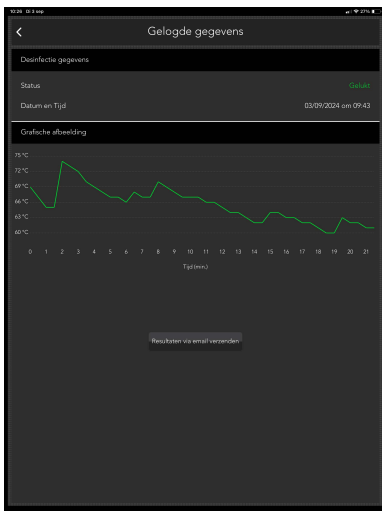 10:26 Di 3 sep 27%
Gelogde gegevens
Desinfectie gegevens
Status Gelukt
Datum en Tijd 03/09/2024 om 09:43
Grafische afbeelding
75 °C
72 °C
69 °C
66 °C
63 °C
60 °C
0 1 2 3 4 5 6 7 8 9 10 11 12 13 14 15 16 17 18 19 20 21
Tijd (min.)
Resultaten via email verzenden